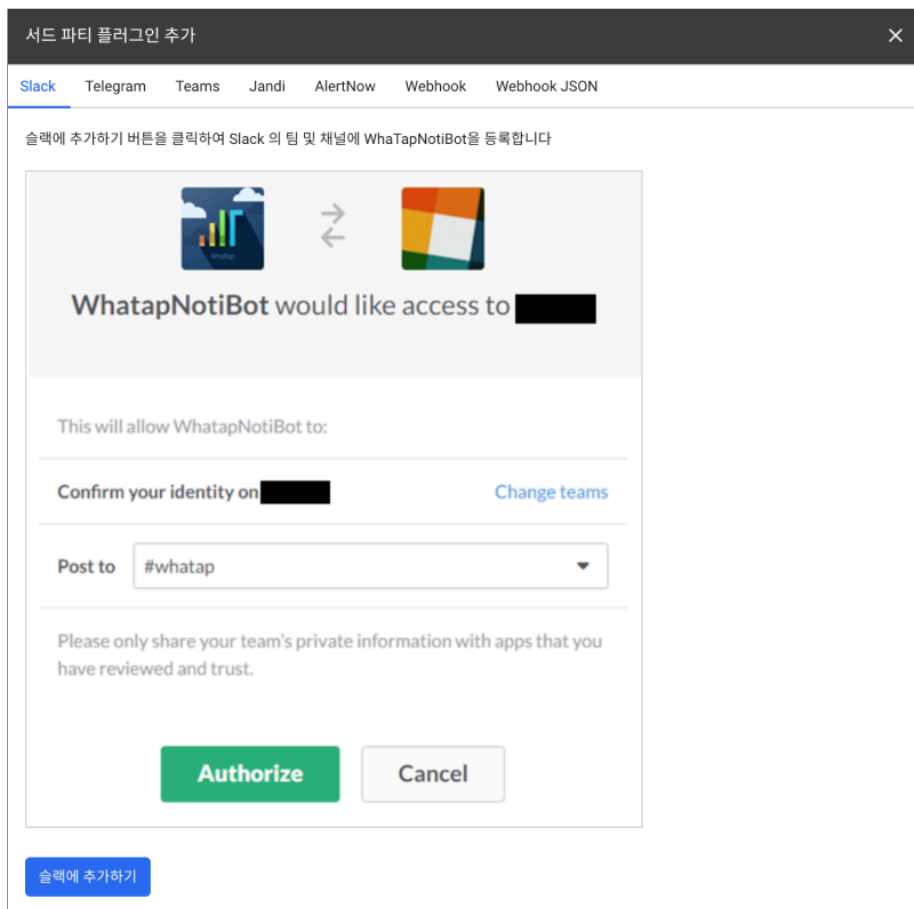 서드 파티 플러그인 추가
Slack Telegram Teams Jandi AlertNow Webhook Webhook JSON
슬랙에 추가하기 버튼을 클릭하여 Slack 의 팀 및 채널에 WhaTapNotiBot을 등록합니다
WhaTap
WhatapNotiBot would like access to
This will allow WhatapNotiBot to:
Confirm your identity on
Change teams
Post to #whatap
Please only share your team's private information with apps that you
have reviewed and trust.
Authorize Cancel
슬랙에 추가하기